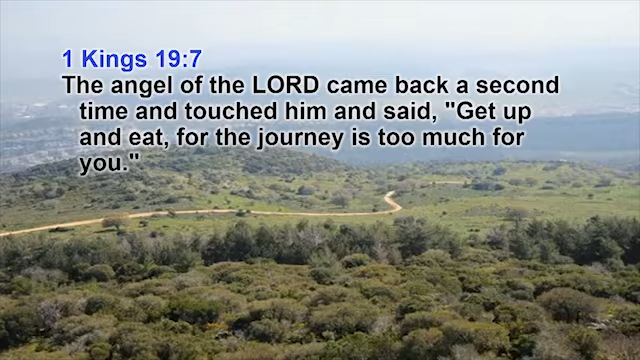 1 Kings 19:7
The angel of the LORD came back a second
time and touched him and said, "Get up
and eat, for the journey is too much for
you."